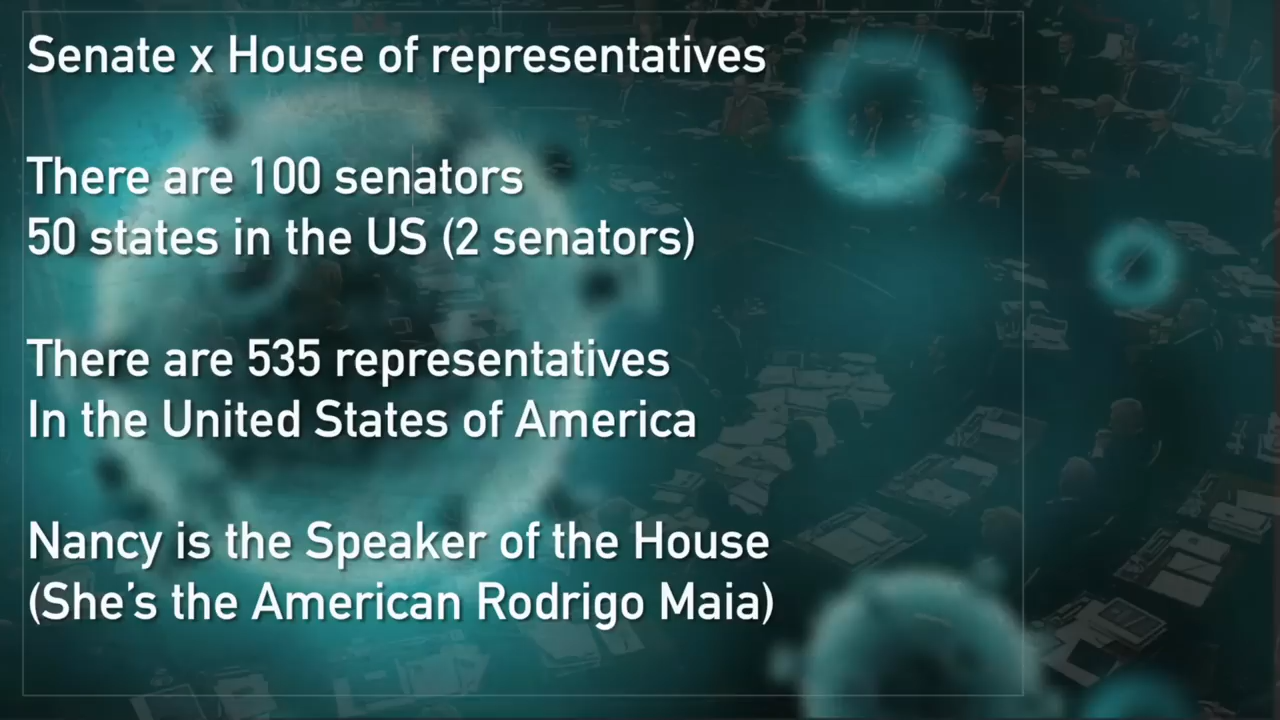 Senate x House of representatives
There are 100 senators
50 states in the US (2 senators)
There are 535 representatives
In the United States of America
Nancy is the Speaker of the House
(She's the American Rodrigo Maia)